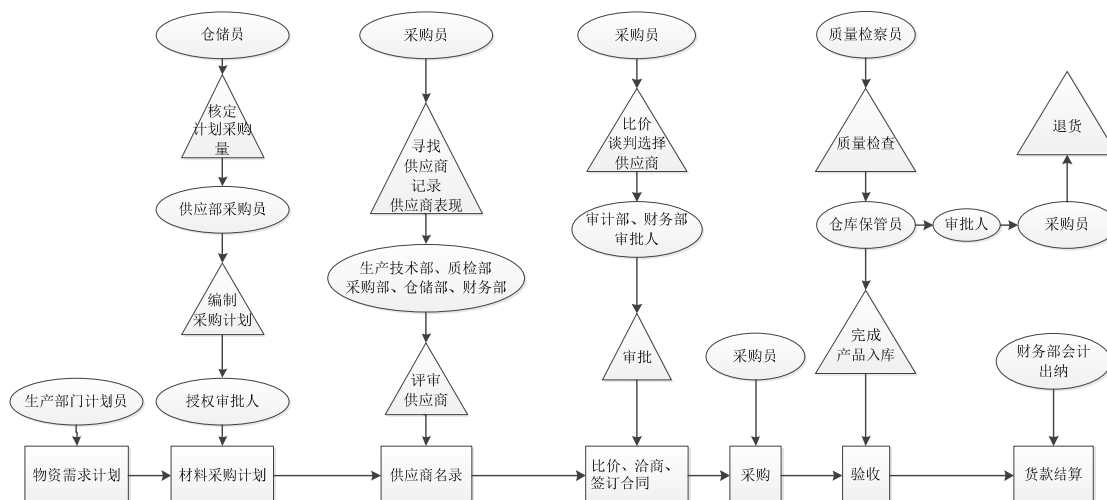 仓储员
采购员
采购员
质量检察员
核定
计划采购
量
寻找
供应商
记录
供应商表现
比价
谈判选择
供应商
质量检查
退货
供应部采购员
审计部、财务部
审批人
仓库保管员
审批人
采购员
生产技术部、质检部
采购部、仓储部、财务部
编制
采购计划
审批
完成
产品入库
采购员
财务部会计
出纳
评审
供应商
生产部门计划员
授权审批人
物资需求计划
材料采购计划
供应商名录
比价、洽商、
签订合同
采购
验收
货款结算